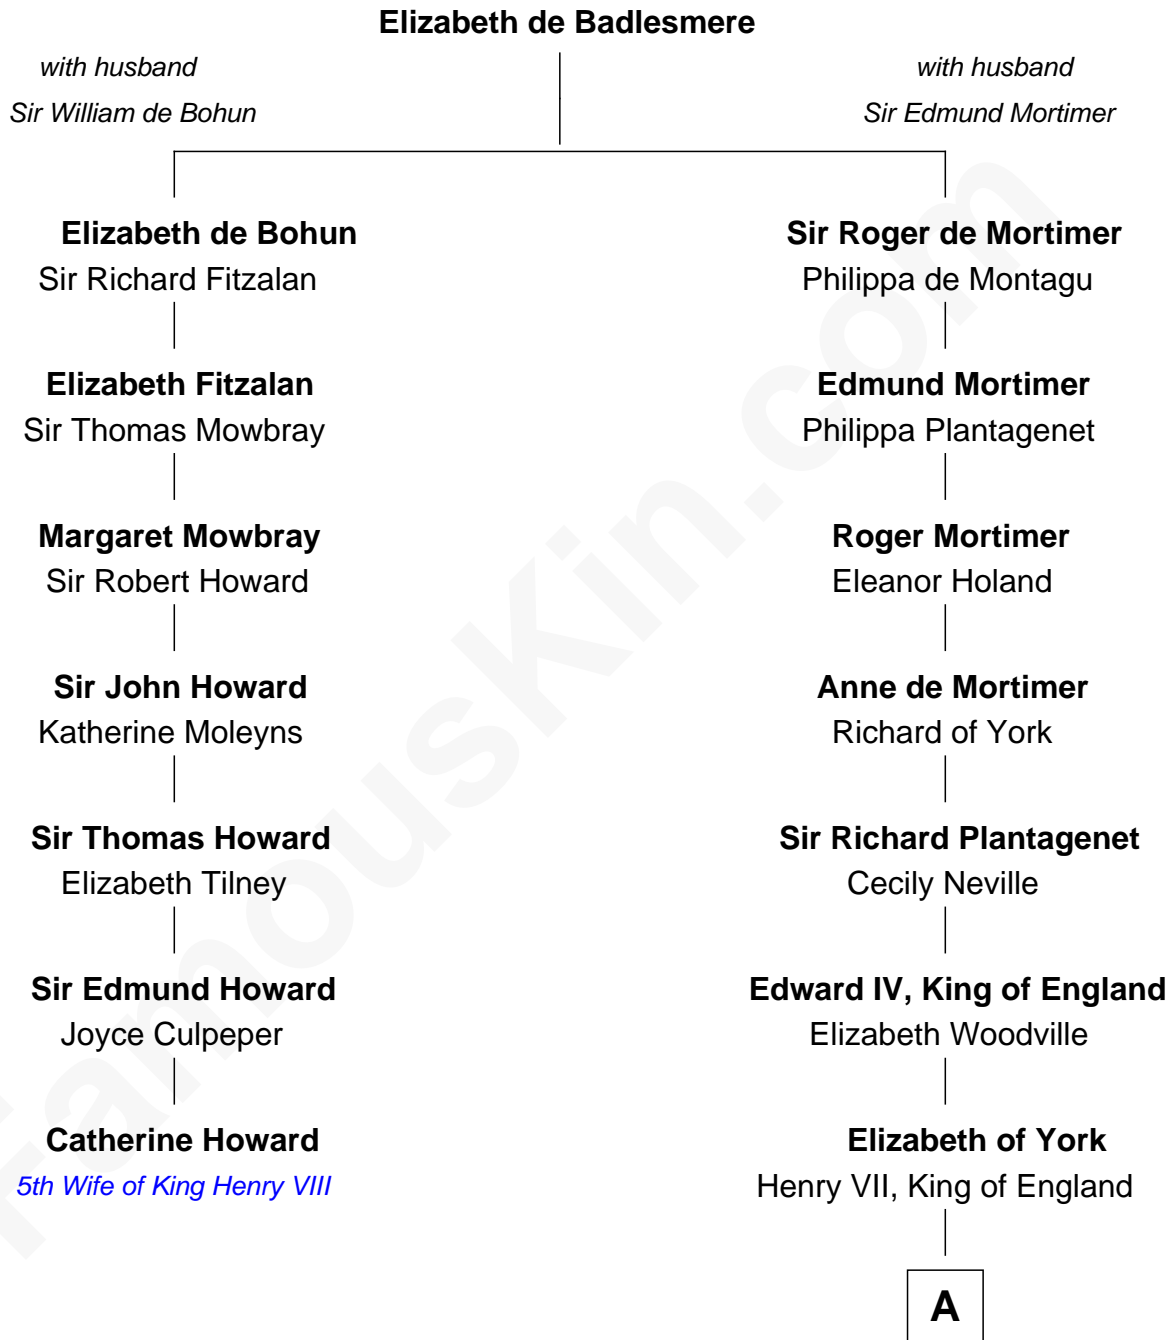 Elizabeth de Badlesmere
with husband
Sir William de Bohun
with husband
Sir Edmund Mortimer
Elizabeth de Bohun
Sir Richard Fitzalan
Sir Roger de Mortimer
Philippa de Montagu
Elizabeth Fitzalan
Sir Thomas Mowbray
Edmund Mortimer
Philippa Plantagenet
Margaret Mowbray
Sir Robert Howard
Roger Mortimer
Eleanor Holand
Sir John Howard
Katherine Moleyns
Anne de Mortimer
Richard of York
Sir Thomas Howard
Elizabeth Tilney
Sir Richard Plantagenet
Cecily Neville
Sir Edmund Howard
Joyce Culpeper
Edward IV, King of England
Elizabeth Woodville
Catherine Howard
5th Wife of King Henry VIII
Elizabeth of York
Henry VII, King of England
A
FamousKin.com